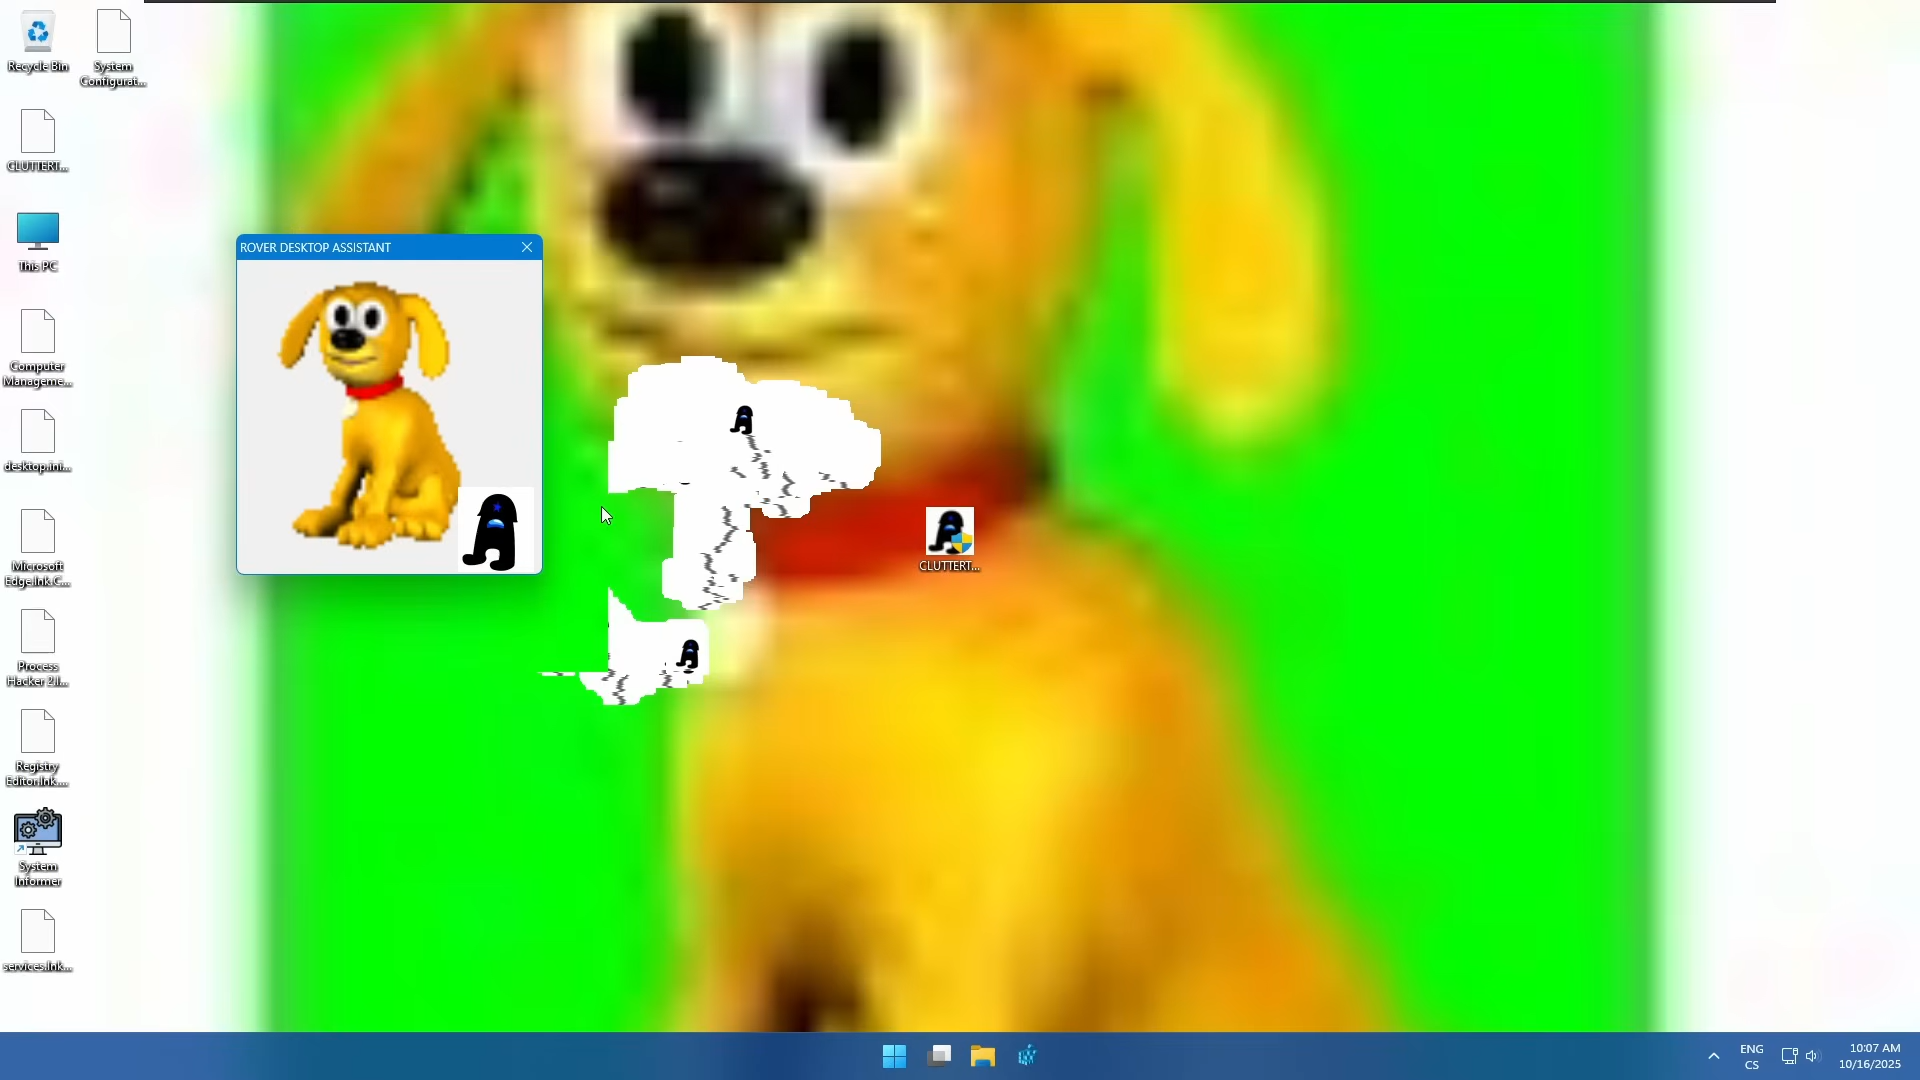 Recycle Bin
System
Configurat...
CLUTTERT...
This PC
Computer
Manageme...
desktop.ini...
Microsoft
Edge.lnk.C...
Process
Hacker 2.l...
Registry
Editor.lnk....
System
Informer
services.lnk...
ROVER DESKTOP ASSISTANT
CLUTTERT...
ENG
CS
10:07 AM
10/16/2025